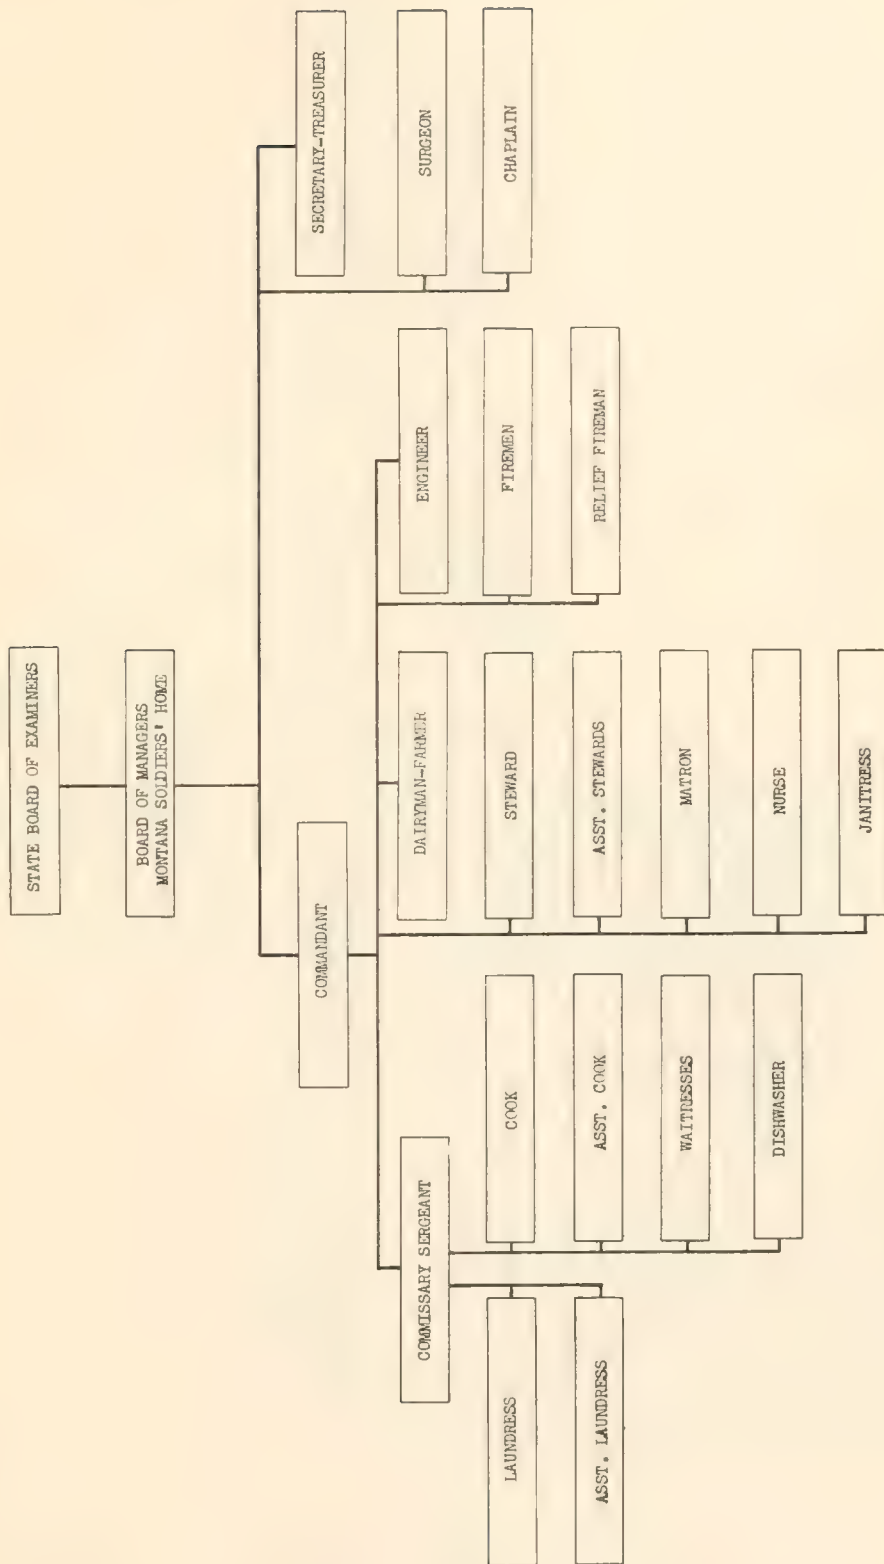 STATE BOARD OF EXAMINERS
BOARD OF MANAGERS
MONTANA SOLDIERS' HOME
COMMANDANT
SECRETARY-TREASURER
SURGEON
CHAPLAIN
COMMISSARY SERGEANT
LAUNDRESS
ASST. LAUNDRESS
COOK
ASST. COOK
WAITRESSES
DISHWASHER
DAIRYMAN-FARMER
STEWARD
ASST. STEWARDS
MATRON
NURSE
JANITRESS
ENGINEER
FIREMEN
RELIEF FIREMAN